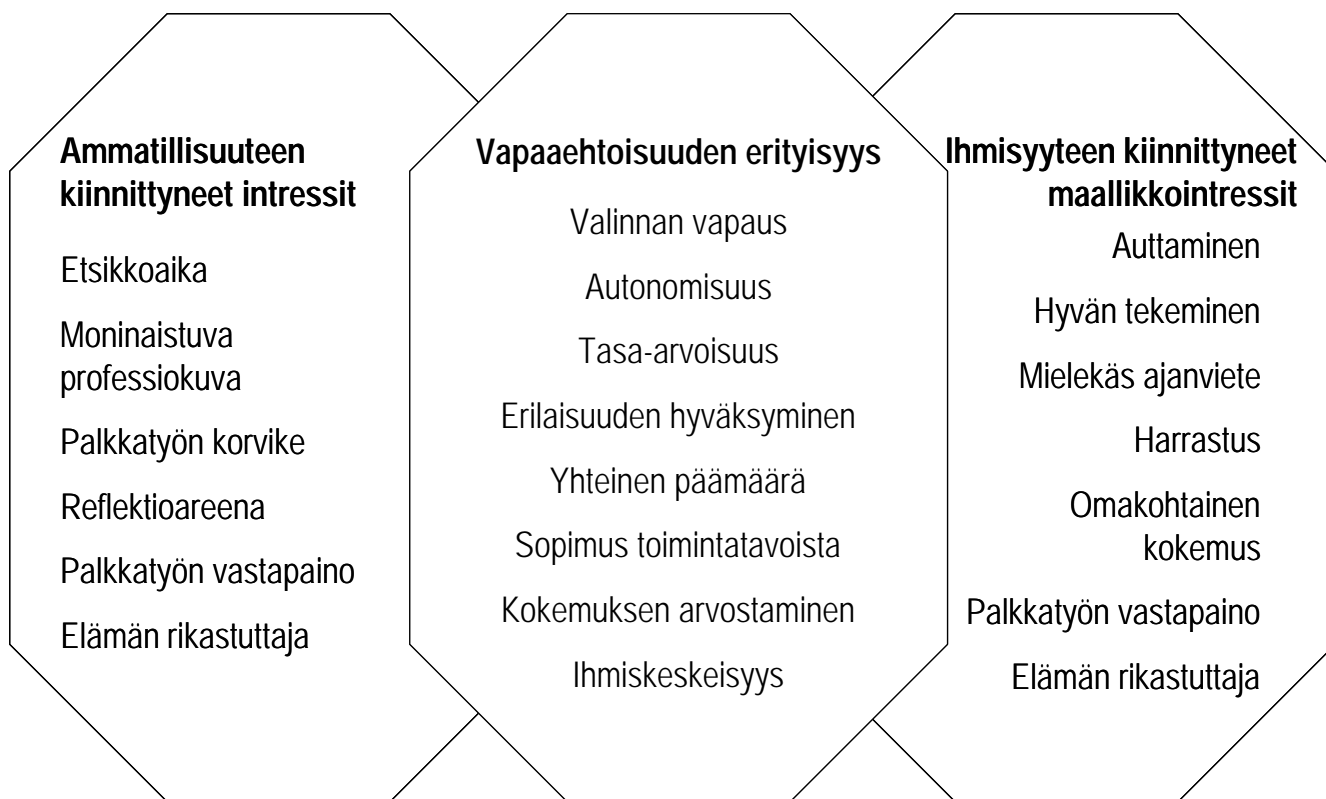 Ammatillisuuteen
kiinnittyneet intressit
Etsikkoaika
Moninaistuva
professiokuva
Palkkatyön korvike
Reflektioareena
Palkkatyön vastapaino
Elämän rikastuttaja
Vapaaehtoisuuden erityisyys
Valinnan vapaus
Autonomisuus
Tasa-arvoisuus
Erilaisuuden hyväksyminen
Yhteinen päämäärä
Sopimus toimintatavoista
Kokemuksen arvostaminen
Ihmiskeskeisyys
Ihmisyyteen kiinnittyneet
maallikkointressit
Auttaminen
Hyvän tekeminen
Mielekäs ajanviete
Harrastus
Omakohtainen
kokemus
Palkkatyön vastapaino
Elämän rikastuttaja